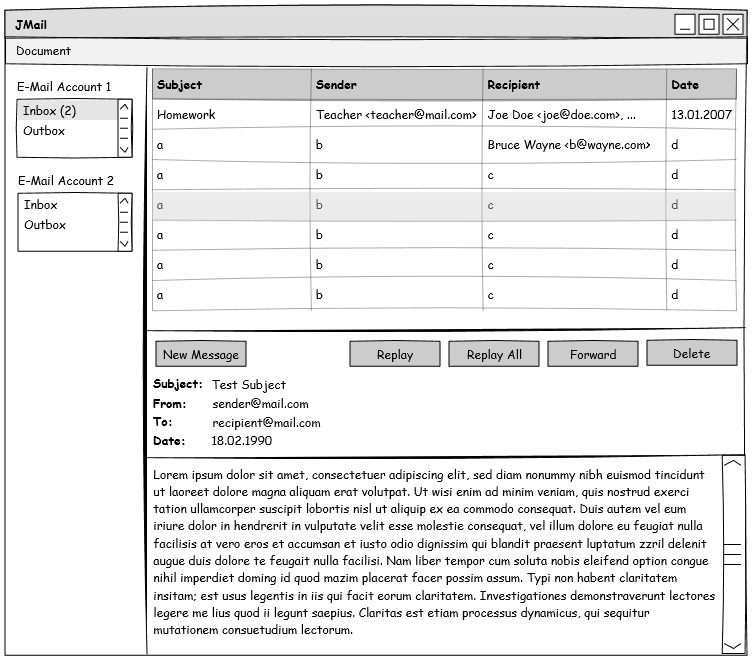 JMail
Document
E-Mail Account 1
Inbox (2)
Outbox
E-Mail Account 2
Inbox
Outbox
Subject Sender Recipient Date
Homework Teacher <teacher@mail.com> Joe Doe <joe@doe.com>, ... 13.01.2007
a b Bruce Wayne <b@wayne.com> d
a b c d
a b c d
a b c d
a b c d
a b c d
New Message Replay Replay All Forward Delete
Subject: Test Subject
From: sender@mail.com
To: recipient@mail.com
Date: 18.02.1990
Lorem ipsum dolor sit amet, consectetuer adipiscing elit, sed diam nonummy nibh euismod tincidunt
ut laoreet dolore magna aliquam erat volutpat. Ut wisi enim ad minim veniam, quis nostrud exerci
tation ullamcorper suscipit lobortis nisl ut aliquip ex ea commodo consequat. Duis autem vel eum
iriure dolor in hendrerit in vulputate velit esse molestie consequat, vel illum dolore eu feugiat nulla
facilisis at vero eros et accumsan et iusto odio dignissim qui blandit praesent luptatum zzril delenit
augue duis dolore te feugait nulla facilisi. Nam liber tempor cum soluta nobis eleifend option congue
nihil imperdiet doming id quod mazim placerat facer possim assum. Typi non habent claritatem
insitam; est usus legentis in iis qui facit eorum claritatem. Investigationes demonstraverunt lectores
legere me lius quod ii legunt saepius. Claritas est etiam processus dynamicus, qui sequitur
mutationem consuetudium lectorum.